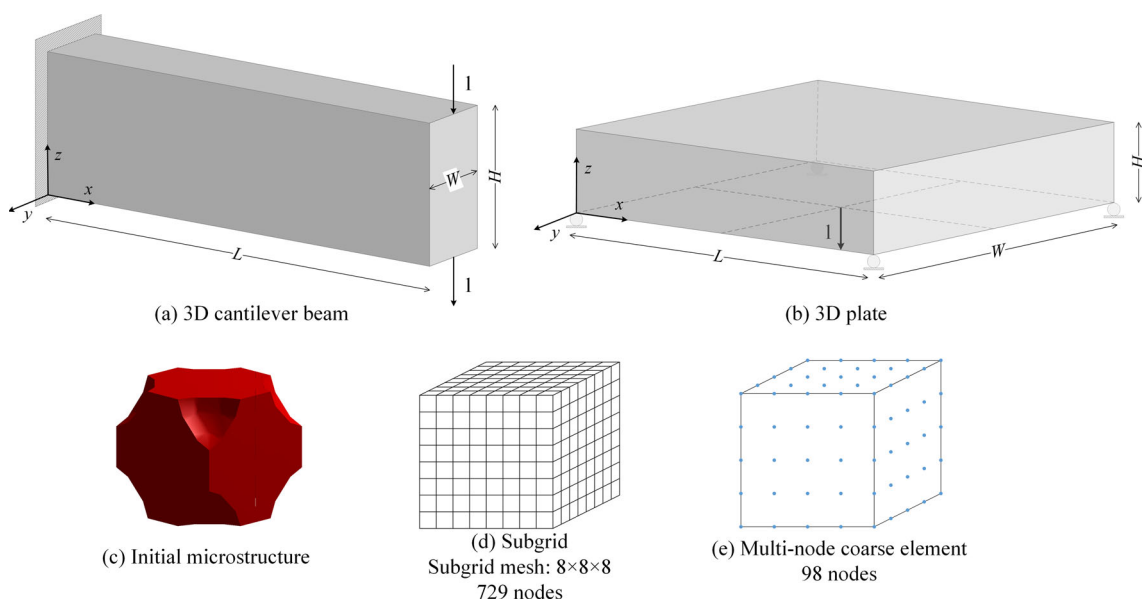 1
z
x
y
W
H
L
1
(a) 3D cantilever beam
z
x
y
1
H
L
W
(b) 3D plate
(c) Initial microstructure
(d) Subgrid
Subgrid mesh: 8×8×8
729 nodes
(e) Multi-node coarse element
98 nodes